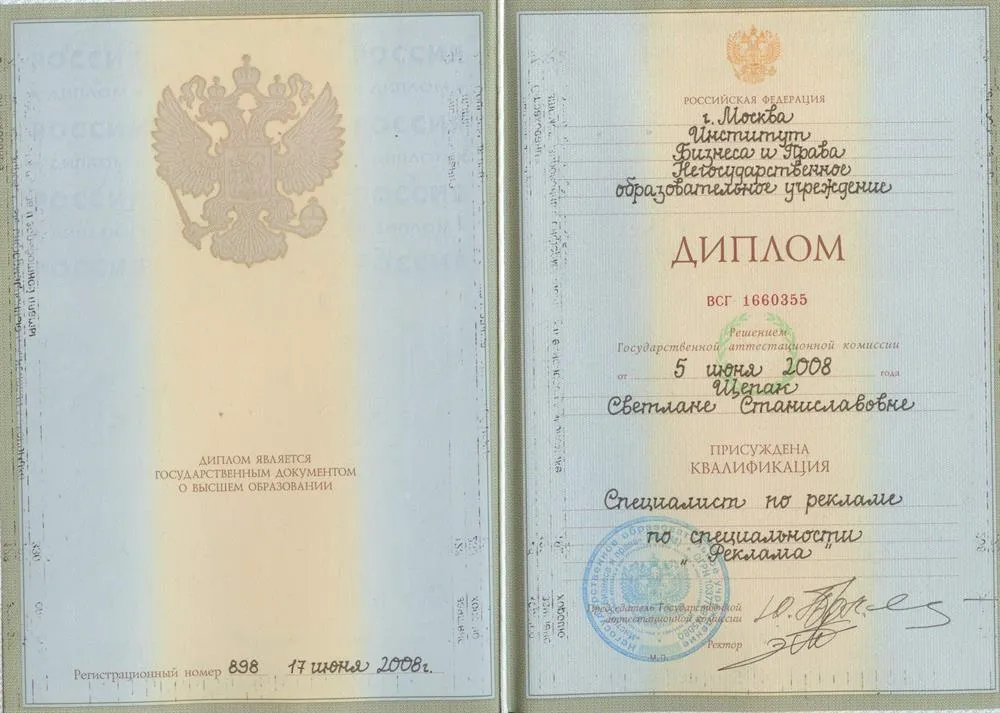 ДИПЛОМ ЯВЛЯЕТСЯ
ГОСУДАРСТВЕННЫМ ДОКУМЕНТОМ
О ВЫСШЕМ ОБРАЗОВАНИИ
Регистрационный номер 898 17 июня 2008г.
РОССИЙСКАЯ ФЕДЕРАЦИЯ
г. Москва
Институт
Бизнеса и Права
Негосударственное
образовательное учреждение
ДИПЛОМ
ВСГ 1660355
Решением
Государственной аттестационной комиссии
от 5 июня 2008 года
Щепак
Светлане Станиславовне
ПРИСУЖДЕНА
КВАЛИФИКАЦИЯ
Специалист по рекламе
по специальности
„Реклама"
Председатель Государственной
аттестационной комиссии
Ректор
М.П.